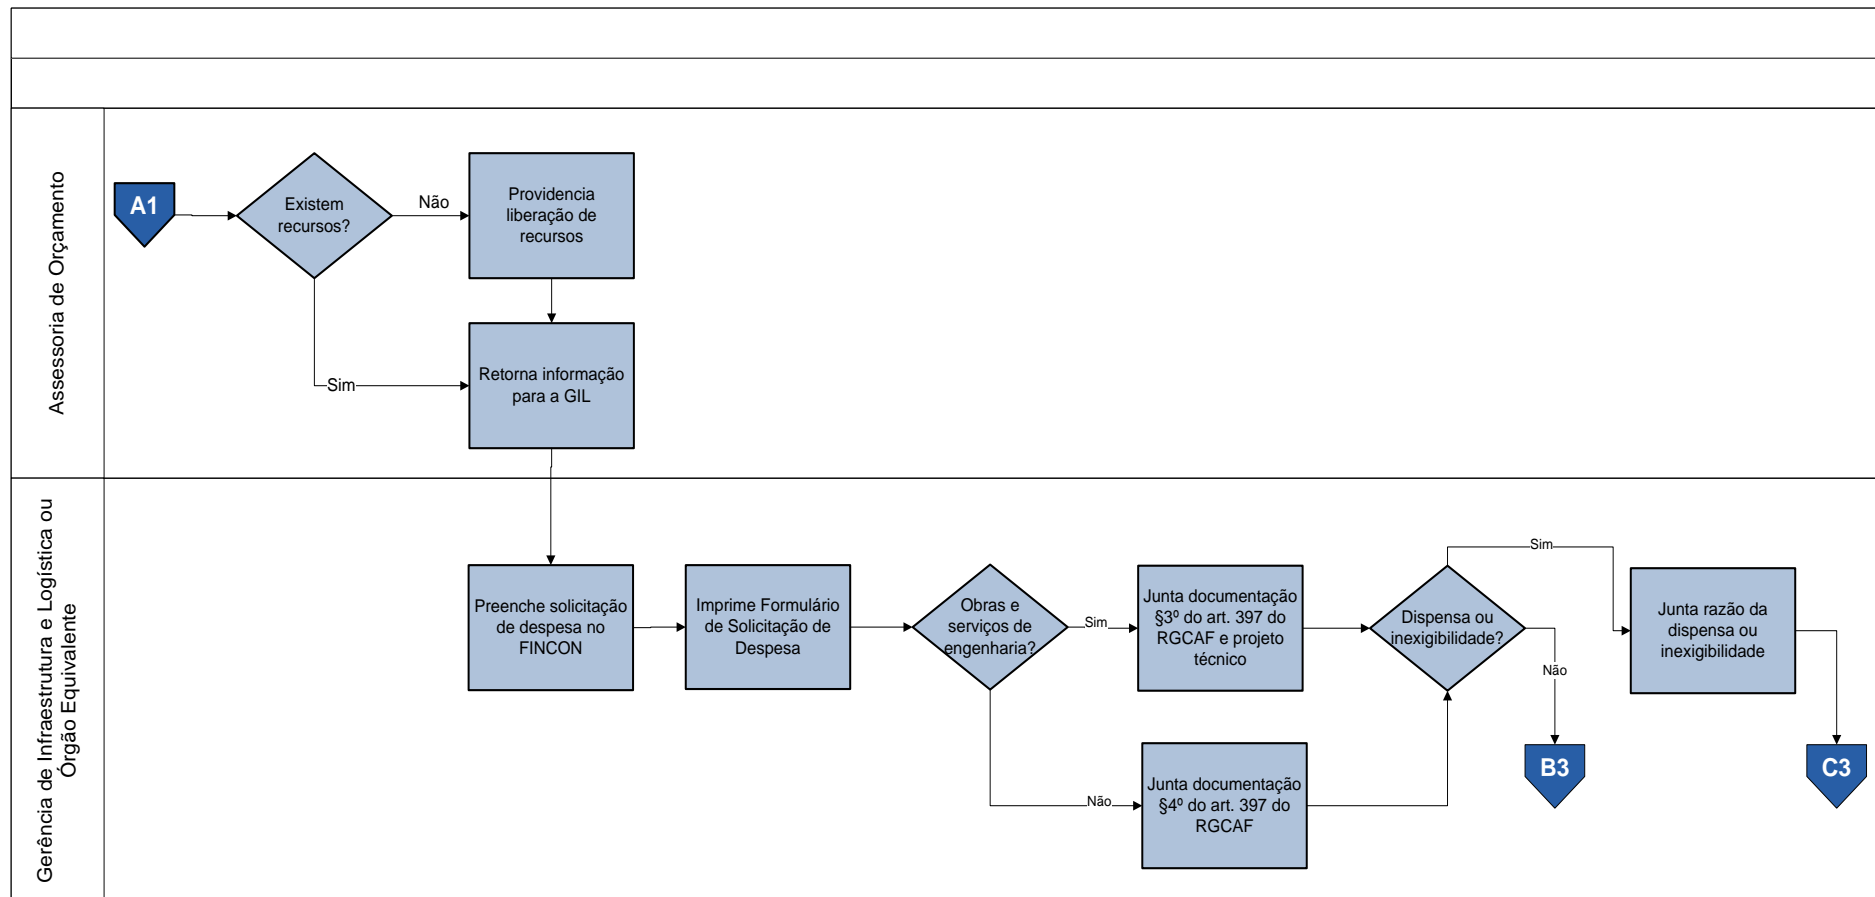 Assessoria de Orçamento
A1
Existem
recursos?
Não
Providencia
liberação de
recursos
Sim
Retorna informação
para a GIL
Gerência de Infraestrutura e Logística ou
Órgão Equivalente
Preenche solicitação
de despesa no
FINCON
Imprime Formulário
de Solicitação de
Despesa
Obras e
serviços de
engenharia?
Sim
Junta documentação
§3º do art. 397 do
RGCAF e projeto
técnico
Não
Junta documentação
§4º do art. 397 do
RGCAF
Dispensa ou
inexigibilidade?
Sim
Não
B3
Junta razão da
dispensa ou
inexigibilidade
C3